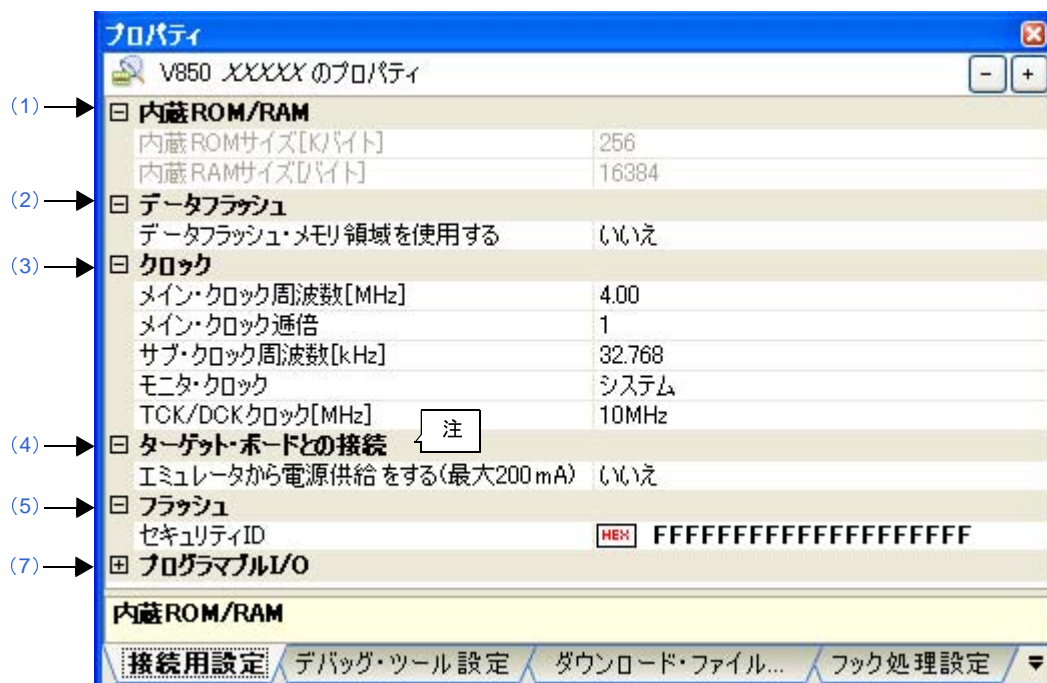 プロパティ
V850 XXXXX のプロパティ
- +
(1) 内蔵ROM/RAM
内蔵ROMサイズ[Kバイト] 256
内蔵RAMサイズ[バイト] 16384
(2) データフラッシュ
データフラッシュ・メモリ領域を使用する いいえ
(3) クロック
メイン・クロック周波数[MHz] 4.00
メイン・クロック逓倍 1
サブ・クロック周波数[kHz] 32.768
モニタ・クロック システム
TCK/DCKクロック[MHz] 10MHz
注
(4) ターゲット・ボードとの接続
エミュレータから電源供給をする(最大200mA) いいえ
(5) フラッシュ
セキュリティID HEX FFFFFFFFFFFFFFFFFFFF
(7) プログラマブルI/O
内蔵ROM/RAM
接続用設定 デバッグ・ツール設定 ダウンロード・ファイル... フック処理設定